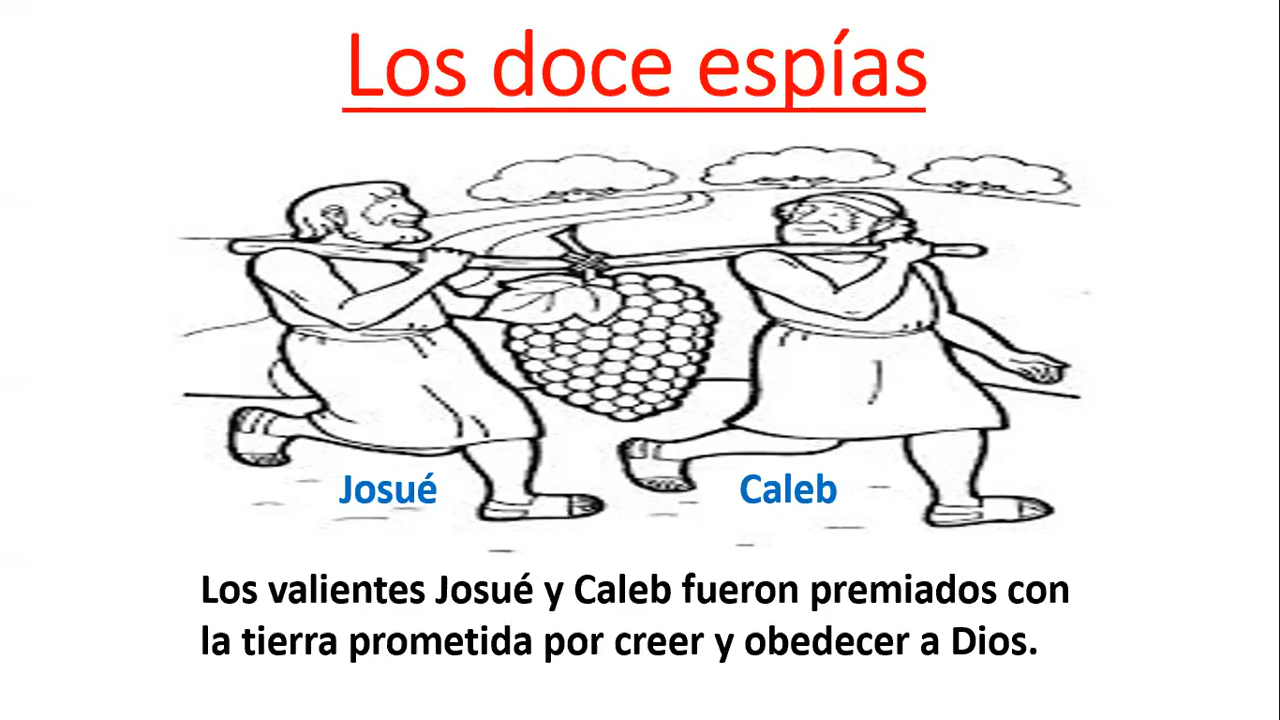 Los doce espías
Josué
Caleb
Los valientes Josué y Caleb fueron premiados con
la tierra prometida por creer y obedecer a Dios.